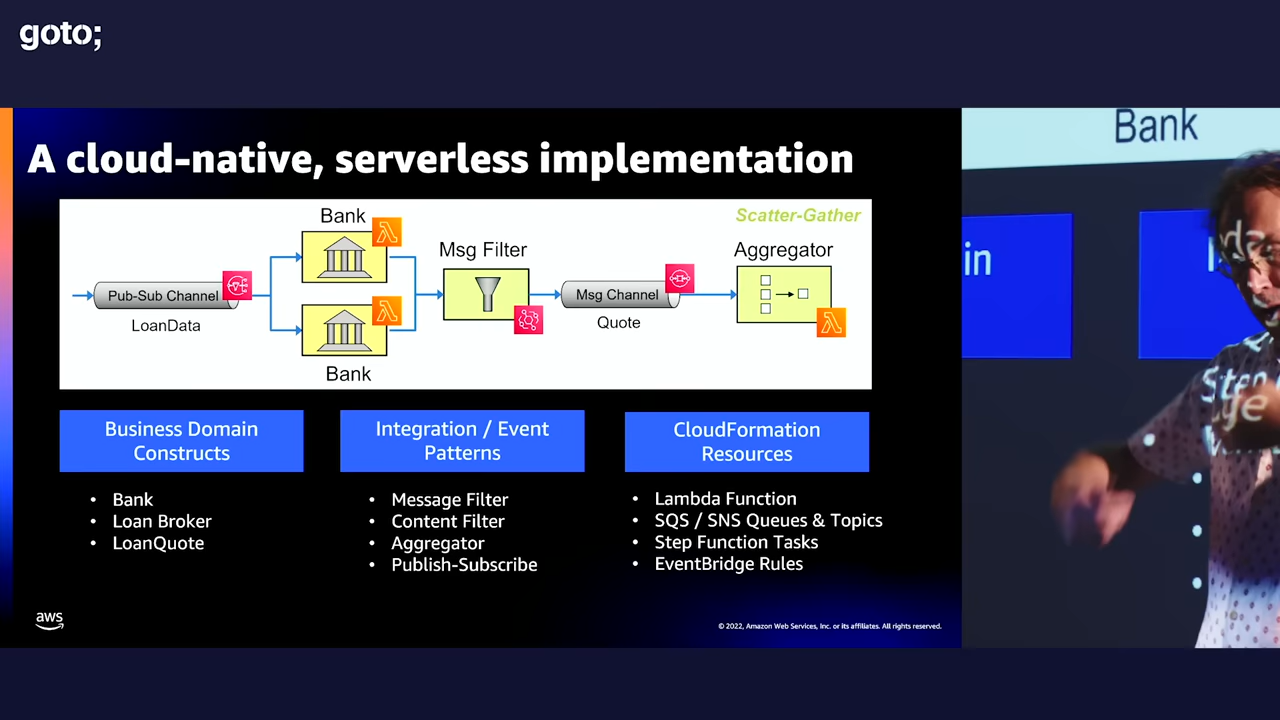 goto;
A cloud-native, serverless implementation
Scatter-Gather
Bank
Msg Filter
Aggregator
Pub-Sub Channel
LoanData
Msg Channel
Quote
Bank
Business Domain
Constructs
Integration / Event
Patterns
CloudFormation
Resources
• Bank
• Loan Broker
• LoanQuote
• Message Filter
• Content Filter
• Aggregator
• Publish-Subscribe
• Lambda Function
• SQS / SNS Queues & Topics
• Step Function Tasks
• EventBridge Rules
aws
© 2022, Amazon Web Services, Inc. or its affiliates. All rights reserved.
Bank
in